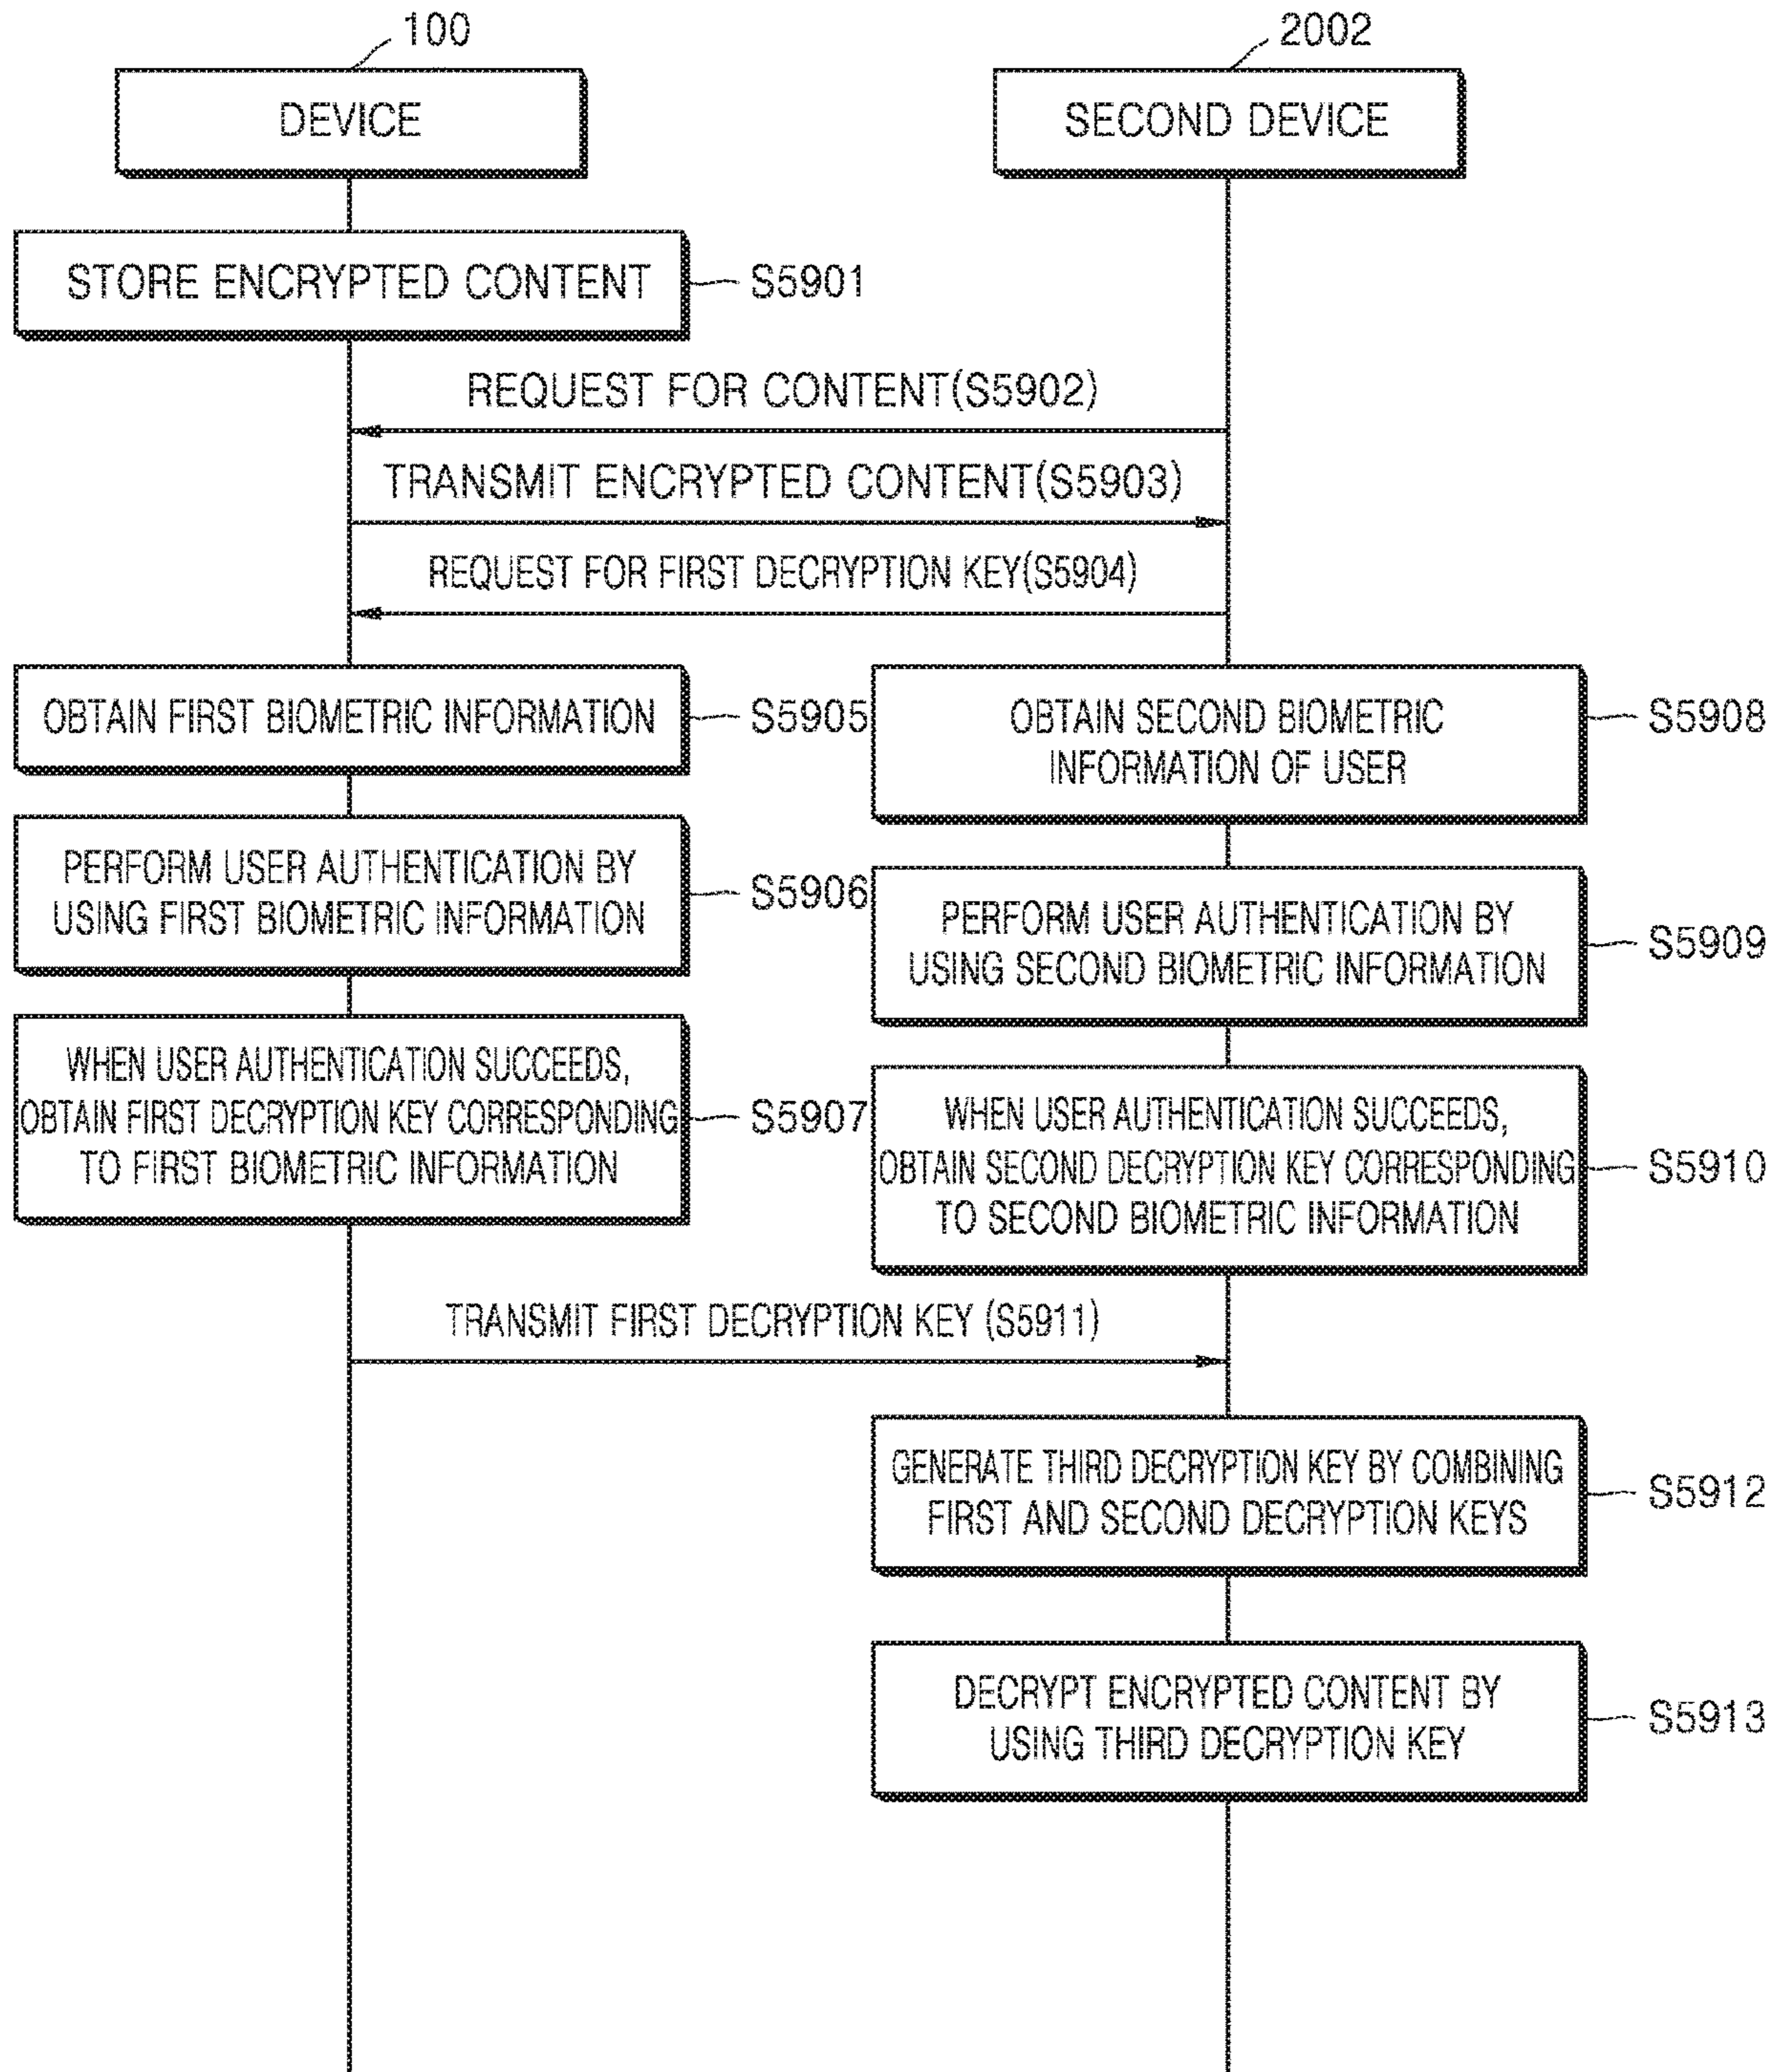 100
2002
DEVICE
SECOND DEVICE
STORE ENCRYPTED CONTENT
S5901
REQUEST FOR CONTENT(S5902)
TRANSMIT ENCRYPTED CONTENT(S5903)
REQUEST FOR FIRST DECRYPTION KEY(S5904)
OBTAIN FIRST BIOMETRIC INFORMATION
S5905
OBTAIN SECOND BIOMETRIC
INFORMATION OF USER
S5908
PERFORM USER AUTHENTICATION BY
USING FIRST BIOMETRIC INFORMATION
S5906
PERFORM USER AUTHENTICATION BY
USING SECOND BIOMETRIC INFORMATION
S5909
WHEN USER AUTHENTICATION SUCCEEDS,
OBTAIN FIRST DECRYPTION KEY CORRESPONDING
TO FIRST BIOMETRIC INFORMATION
S5907
WHEN USER AUTHENTICATION SUCCEEDS,
OBTAIN SECOND DECRYPTION KEY CORRESPONDING
TO SECOND BIOMETRIC INFORMATION
S5910
TRANSMIT FIRST DECRYPTION KEY (S5911)
GENERATE THIRD DECRYPTION KEY BY COMBINING
FIRST AND SECOND DECRYPTION KEYS
S5912
DECRYPT ENCRYPTED CONTENT BY
USING THIRD DECRYPTION KEY
S5913